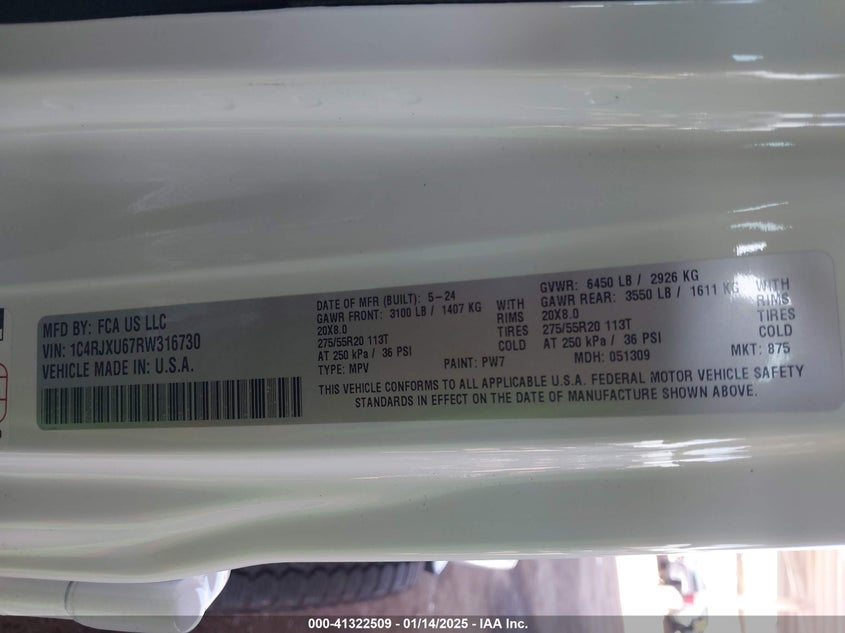 MFD BY: FCA US LLC
VIN: 1C4RJXU67RW316730
VEHICLE MADE IN: U.S.A.
DATE OF MFR (BUILT): 5-24
GAWR FRONT: 3100 LB / 1407 KG WITH
20X8.0 RIMS
275/55R20 113T TIRES
AT 250 kPa / 36 PSI COLD
TYPE: MPV PAINT: PW7
GVWR: 6450 LB / 2926 KG
GAWR REAR: 3550 LB / 1611 KG WITH
20X8.0 RIMS
275/55R20 113T TIRES
AT 250 kPa / 36 PSI COLD
MDH: 051309 MKT: 875
THIS VEHICLE CONFORMS TO ALL APPLICABLE U.S.A. FEDERAL MOTOR VEHICLE SAFETY
STANDARDS IN EFFECT ON THE DATE OF MANUFACTURE SHOWN ABOVE.
000-41322509 - 01/14/2025 - IAA Inc.